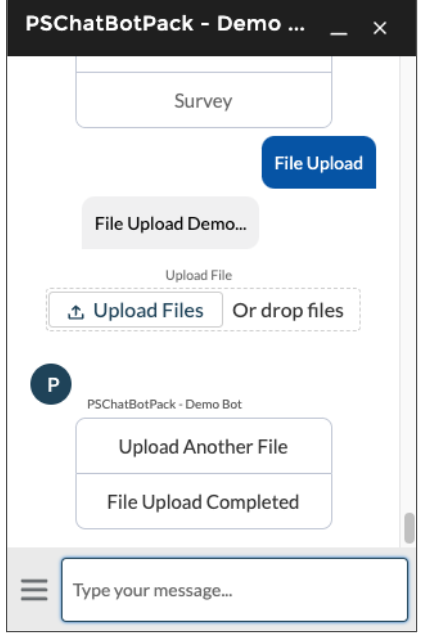 PSChatBotPack - Demo ...
Survey
File Upload
File Upload Demo...
Upload File
Upload Files Or drop files
P
PSChatBotPack - Demo Bot
Upload Another File
File Upload Completed
Type your message...